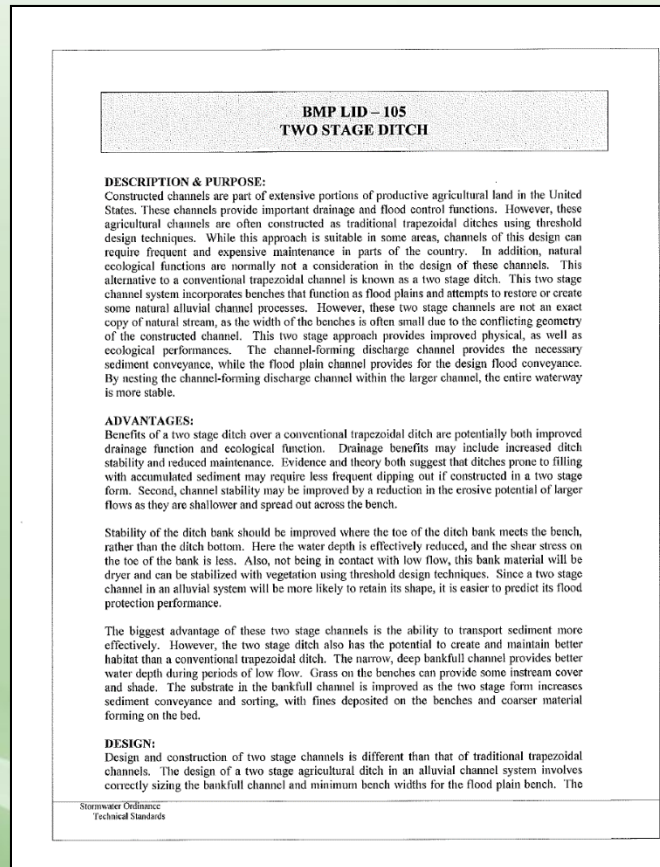 BMP LID – 105
TWO STAGE DITCH
DESCRIPTION & PURPOSE:
Constructed channels are part of extensive portions of productive agricultural land in the United
States. These channels provide important drainage and flood control functions. However, these
agricultural channels are often constructed as traditional trapezoidal ditches using threshold
design techniques. While this approach is suitable in some areas, channels of this design can
require frequent and expensive maintenance in parts of the country. In addition, natural
ecological functions are normally not a consideration in the design of these channels. This
alternative to a conventional trapezoidal channel is known as a two stage ditch. This two stage
channel system incorporates benches that function as flood plains and attempts to restore or create
some natural alluvial channel processes. However, these two stage channels are not an exact
copy of natural stream, as the width of the benches is often small due to the conflicting geometry
of the constructed channel. This two stage approach provides improved physical, as well as
ecological performances. The channel-forming discharge channel provides the necessary
sediment conveyance, while the flood plain channel provides for the design flood conveyance.
By nesting the channel-forming discharge channel within the larger channel, the entire waterway
is more stable.
ADVANTAGES:
Benefits of a two stage ditch over a conventional trapezoidal ditch are potentially both improved
drainage function and ecological function. Drainage benefits may include increased ditch
stability and reduced maintenance. Evidence and theory both suggest that ditches prone to filling
with accumulated sediment may require less frequent dipping out if constructed in a two stage
form. Second, channel stability may be improved by a reduction in the erosive potential of larger
flows as they are shallower and spread out across the bench.
Stability of the ditch bank should be improved where the toe of the ditch bank meets the bench,
rather than the ditch bottom. Here the water depth is effectively reduced, and the shear stress on
the toe of the bank is less. Also, not being in contact with low flow, this bank material will be
dryer and can be stabilized with vegetation using threshold design techniques. Since a two stage
channel in an alluvial system will be more likely to retain its shape, it is easier to predict its flood
protection performance.
The biggest advantage of these two stage channels is the ability to transport sediment more
effectively. However, the two stage ditch also has the potential to create and maintain better
habitat than a conventional trapezoidal ditch. The narrow, deep bankfull channel provides better
water depth during periods of low flow. Grass on the benches can provide some instream cover
and shade. The substrate in the bankfull channel is improved as the two stage form increases
sediment conveyance and sorting, with fines deposited on the benches and coarser material
forming on the bed.
DESIGN:
Design and construction of two stage channels is different than that of traditional trapezoidal
channels. The design of a two stage agricultural ditch in an alluvial channel system involves
correctly sizing the bankfull channel and minimum bench widths for the flood plain bench. The
Stormwater Ordinance
Technical Standards